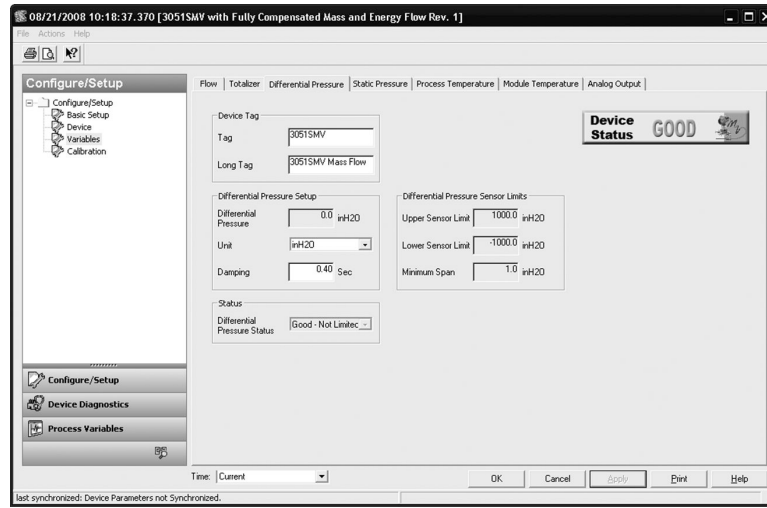 08/21/2008 10:18:37.370 [3051SMV with Fully Compensated Mass and Energy Flow Rev. 1]
File Actions Help
Configure/Setup
Flow Totalizer Differential Pressure Static Pressure Process Temperature Module Temperature Analog Output
Configure/Setup
Basic Setup
Device
Variables
Calibration
Device Tag
Tag 3051SMV
Long Tag 3051SMV Mass Flow
Device Status GOOD
Differential Pressure Setup
Differential Pressure 0.0 inH2O
Unit inH2O
Damping 0.40 Sec
Differential Pressure Sensor Limits
Upper Sensor Limit 1000.0 inH2O
Lower Sensor Limit -1000.0 inH2O
Minimum Span 1.0 inH2O
Status
Differential Pressure Status Good - Not Limitec
Configure/Setup
Device Diagnostics
Process Variables
Time: Current
OK Cancel Apply Print Help
last synchronized: Device Parameters not Synchronized.